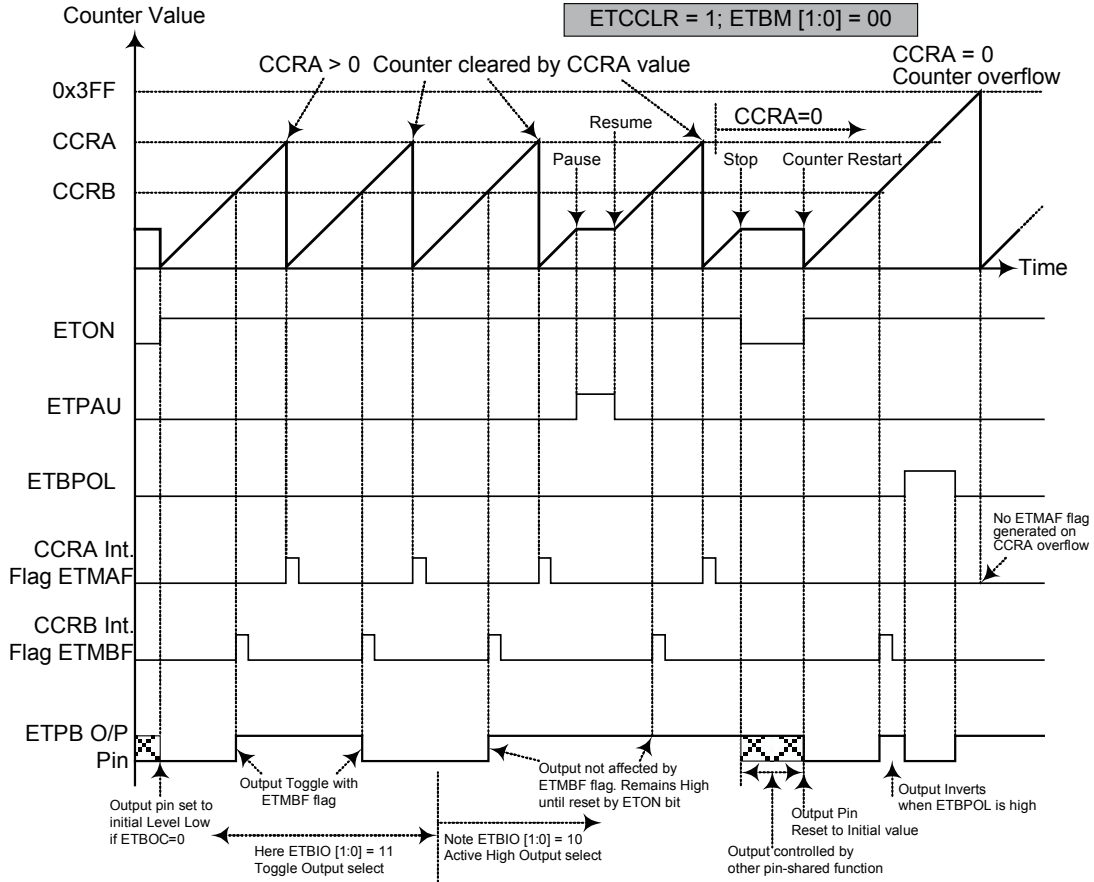 Counter Value
ETCCLR = 1; ETBM [1:0] = 00
CCRA = 0
Counter overflow
CCRA > 0 Counter cleared by CCRA value
0x3FF
CCRA=0
Resume
CCRA
Pause
Stop
Counter Restart
CCRB
Time
ETON
ETPAU
ETBPOL
No ETMAF flag
generated on
CCRA overflow
CCRA Int.
Flag ETMAF
CCRB Int.
Flag ETMBF
ETPB O/P
Pin
Output Toggle with
ETMBF flag
Output not affected by
ETMBF flag. Remains High
until reset by ETON bit
Output Inverts
when ETBPOL is high
Output pin set to
initial Level Low
if ETBOC=0
Output Pin
Reset to Initial value
Here ETBIO [1:0] = 11
Toggle Output select
Note ETBIO [1:0] = 10
Active High Output select
Output controlled by
other pin-shared function